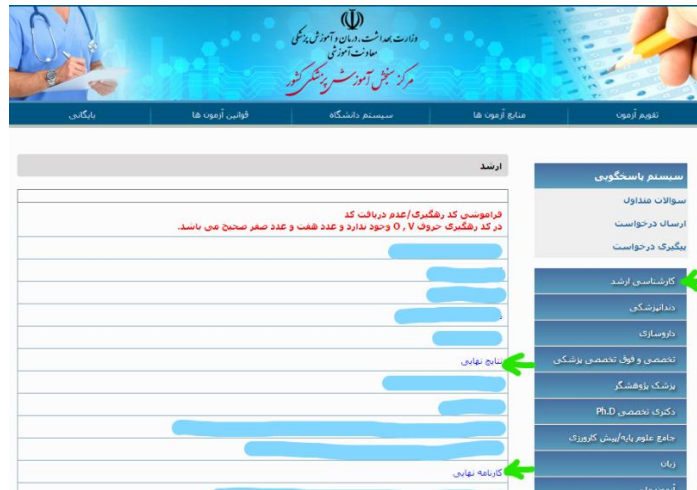 وزارت بهداشت، درمان و آموزش پزشکی
معاونت آموزشی
مرکز سنجش آموزش پزشکی کشور
تقویم آزمون
منابع آزمون ها
سیستم دانشگاه
قوانین آزمون ها
بایگانی
سیستم پاسخگویی
سوالات متداول
ارسال درخواست
پیگیری درخواست
کارشناسی ارشد
دندانپزشکی
داروسازی
تخصصی و فوق تخصصی پزشکی
پزشک پژوهشگر
دکتری تخصصی Ph.D
جامع علوم پایه/پیش کارورزی
زبان
ارشد
فراموشی کد رهگیری/عدم دریافت کد
در کد رهگیری حروف O , V وجود ندارد و عدد هفت و عدد صفر صحیح می باشد.
نتایج نهایی
کارنامه نهایی